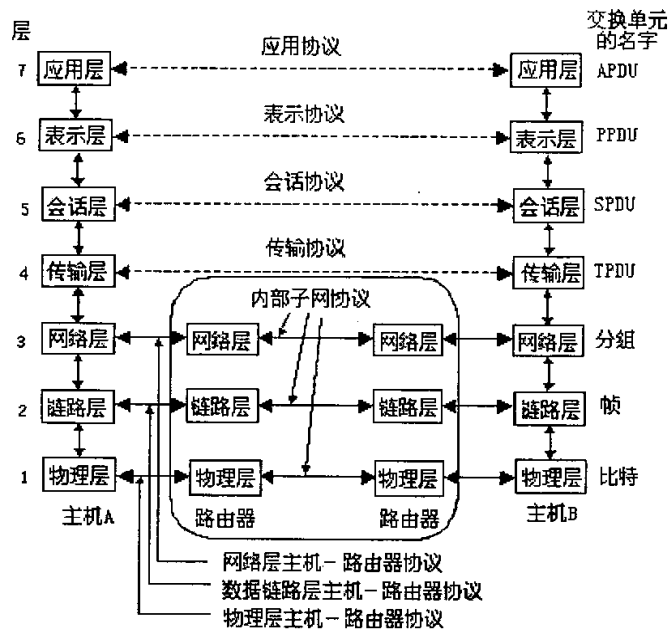 层
交换单元
的名字
应用协议
7 应用层 应用层 APDU
表示协议
6 表示层 表示层 PPDU
会话协议
5 会话层 会话层 SPDU
传输协议
4 传输层 传输层 TPDU
内部子网协议
3 网络层 网络层 网络层 网络层 分组
2 链路层 链路层 链路层 链路层 帧
1 物理层 物理层 物理层 物理层 比特
主机A 路由器 路由器 主机B
网络层主机-路由器协议
数据链路层主机-路由器协议
物理层主机-路由器协议